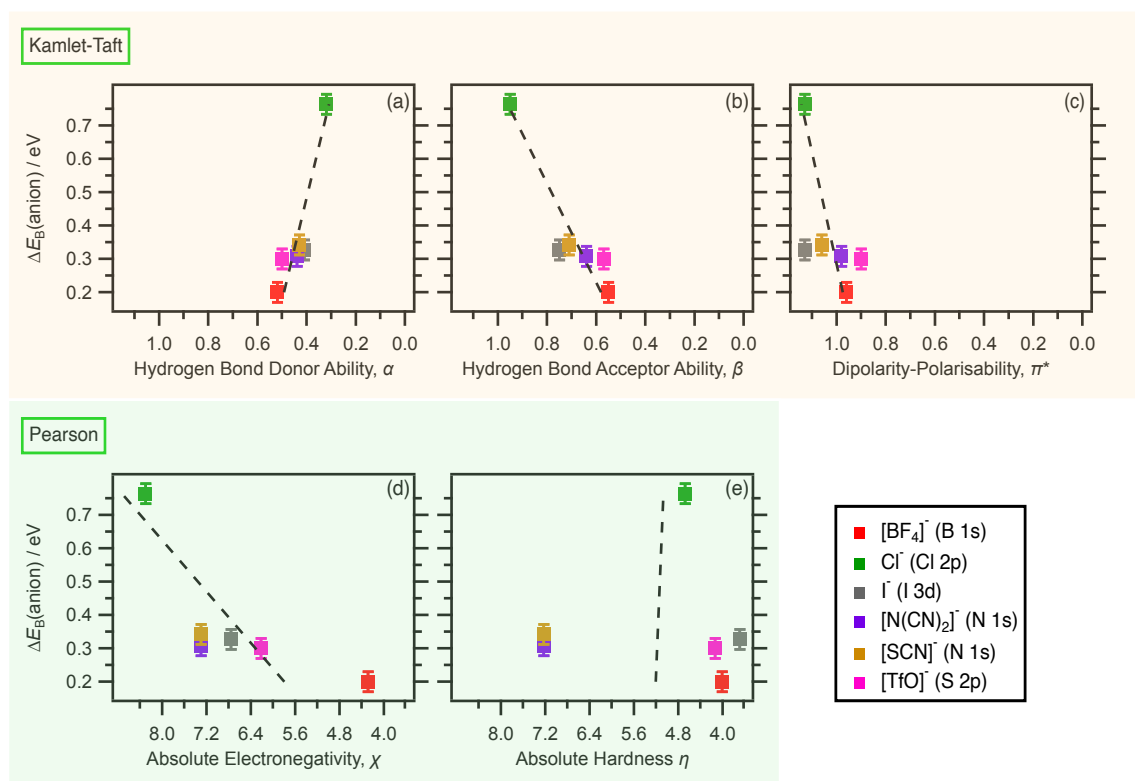 Kamlet-Taft
(a) (b) (c)
ΔE_B(anion) / eV
0.7
0.6
0.5
0.4
0.3
0.2
1.0 0.8 0.6 0.4 0.2 0.0 1.0 0.8 0.6 0.4 0.2 0.0 1.0 0.8 0.6 0.4 0.2 0.0
Hydrogen Bond Donor Ability, α Hydrogen Bond Acceptor Ability, β Dipolarity-Polarisability, π*
Pearson
(d) (e)
ΔE_B(anion) / eV
0.7
0.6
0.5
0.4
0.3
0.2
8.0 7.2 6.4 5.6 4.8 4.0 8.0 7.2 6.4 5.6 4.8 4.0
Absolute Electronegativity, χ Absolute Hardness η
[BF₄]⁻ (B 1s)
Cl⁻ (Cl 2p)
I⁻ (I 3d)
[N(CN)₂]⁻ (N 1s)
[SCN]⁻ (N 1s)
[TfO]⁻ (S 2p)